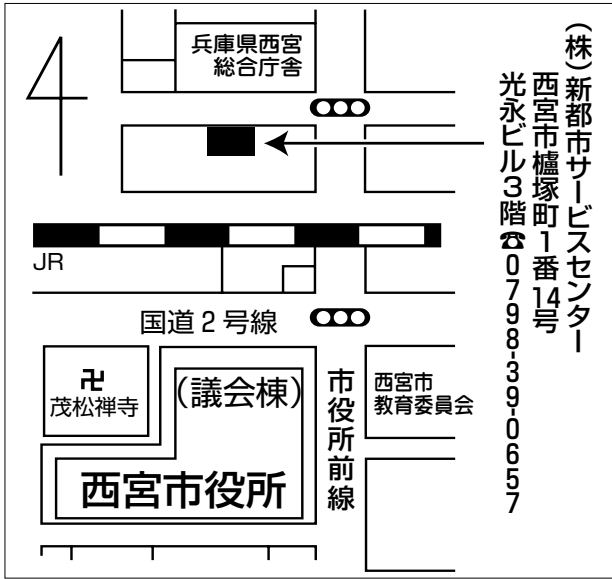 (株)新都市サービスセンター
西宮市櫨塚町1番14号
光永ビル3階☎0798-39-0657
兵庫県西宮
総合庁舎
JR
国道2号線
卍
茂松禅寺
(議会棟)
西宮市役所
市役所前線
西宮市
教育委員会